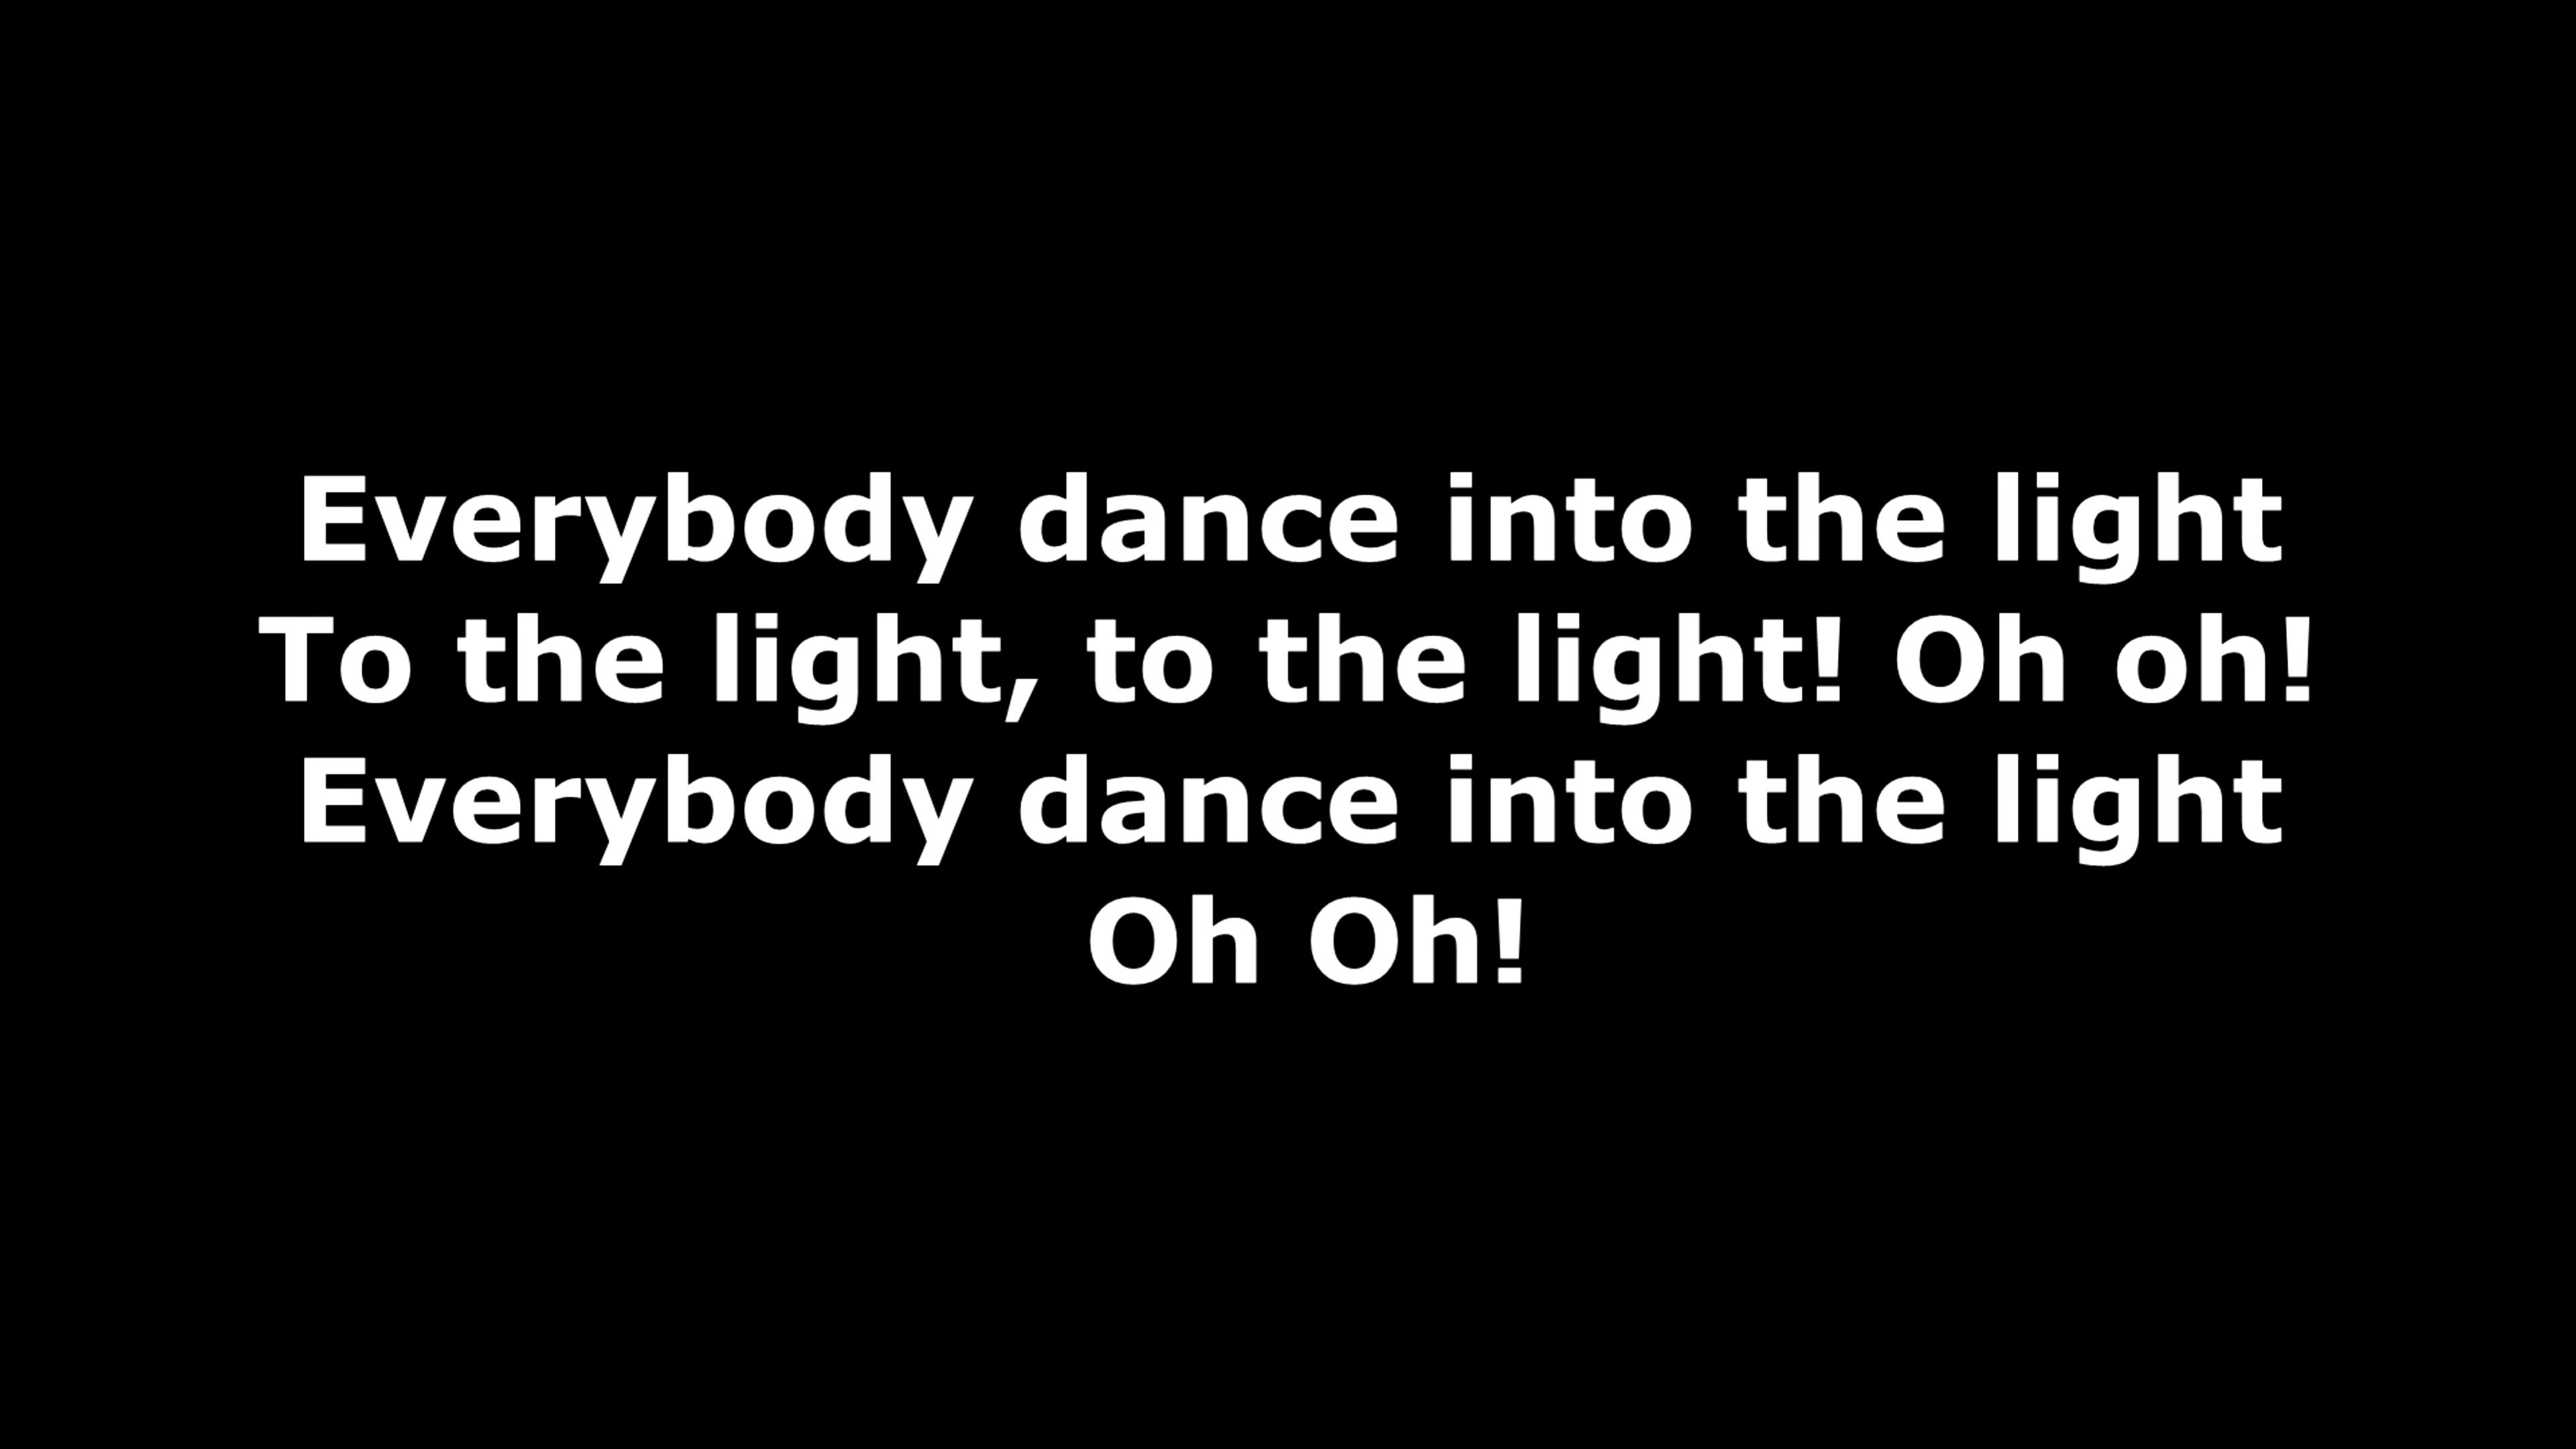 Everybody dance into the light
To the light, to the light! Oh oh!
Everybody dance into the light
Oh Oh!